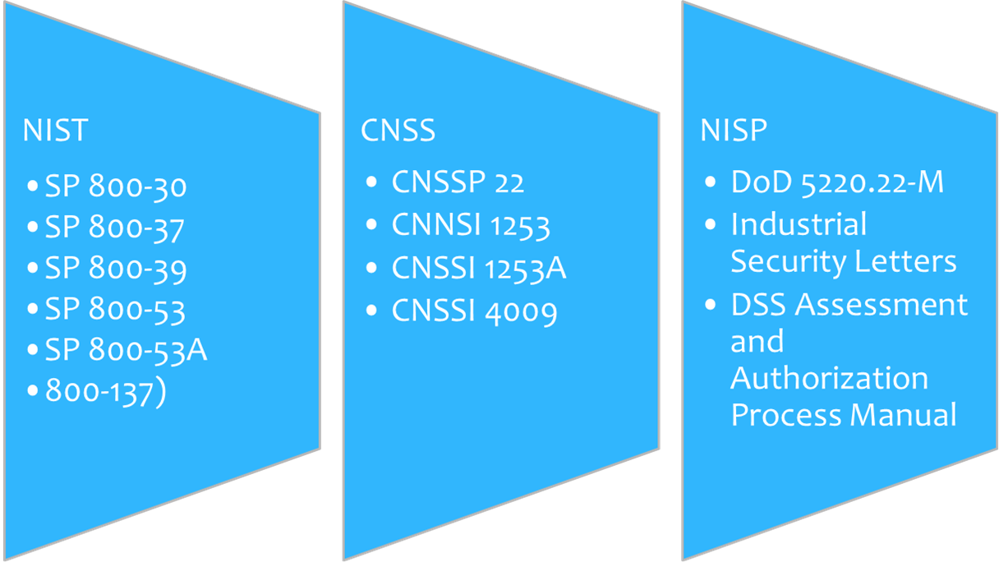 NIST
•SP 800-30
•SP 800-37
•SP 800-39
•SP 800-53
•SP 800-53A
•800-137)
CNSS
• CNSSP 22
• CNNSI 1253
• CNSSI 1253A
• CNSSI 4009
NISP
• DoD 5220.22-M
• Industrial
Security Letters
• DSS Assessment
and
Authorization
Process Manual